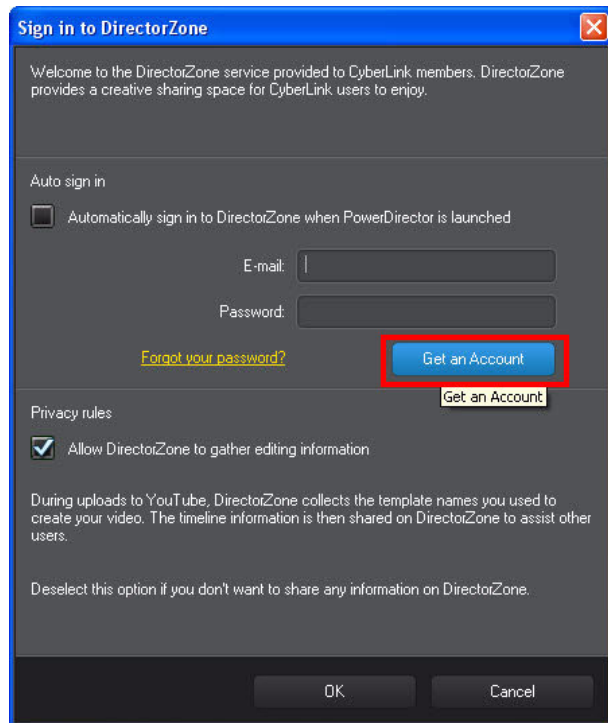 Sign in to DirectorZone
Welcome to the DirectorZone service provided to CyberLink members. DirectorZone
provides a creative sharing space for CyberLink users to enjoy.
Auto sign in
Automatically sign in to DirectorZone when PowerDirector is launched
E-mail:
Password:
Forgot your password?
Get an Account
Get an Account
Privacy rules
Allow DirectorZone to gather editing information
During uploads to YouTube, DirectorZone collects the template names you used to
create your video. The timeline information is then shared on DirectorZone to assist other
users.
Deselect this option if you don't want to share any information on DirectorZone.
OK
Cancel